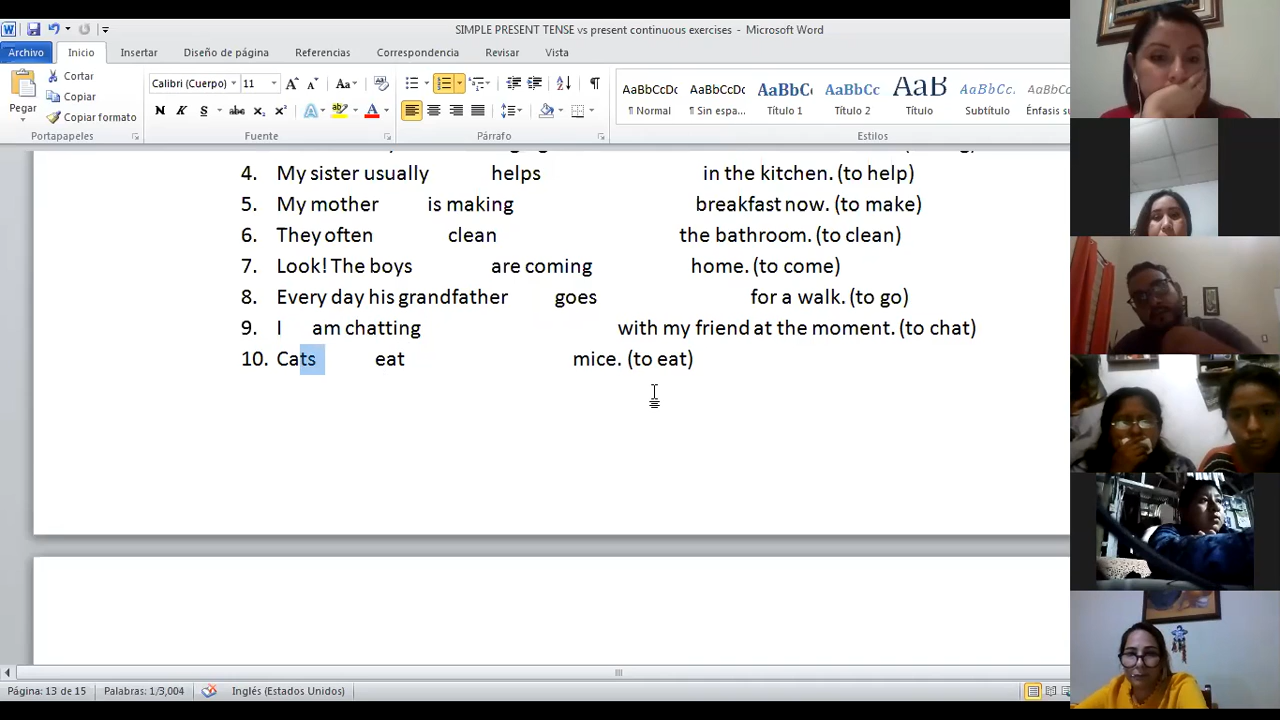 SIMPLE PRESENT TENSE vs present continuous exercises - Microsoft Word
Archivo Inicio Insertar Diseño de página Referencias Correspondencia Revisar Vista
Pegar
Cortar
Copiar
Copiar formato
Portapapeles
Calibri (Cuerpo) 11
Fuente
Párrafo
AaBbCcDc AaBbCcDc AaBbCc AaBbCc AaB AaBbCc.
¶ Normal ¶ Sin espa... Título 1 Título 2 Título Subtítulo Énfasis su
Estilos
4. My sister usually helps in the kitchen. (to help)
5. My mother is making breakfast now. (to make)
6. They often clean the bathroom. (to clean)
7. Look! The boys are coming home. (to come)
8. Every day his grandfather goes for a walk. (to go)
9. I am chatting with my friend at the moment. (to chat)
10. Cats eat mice. (to eat)
Página: 13 de 15 Palabras: 1/3,004 Inglés (Estados Unidos)